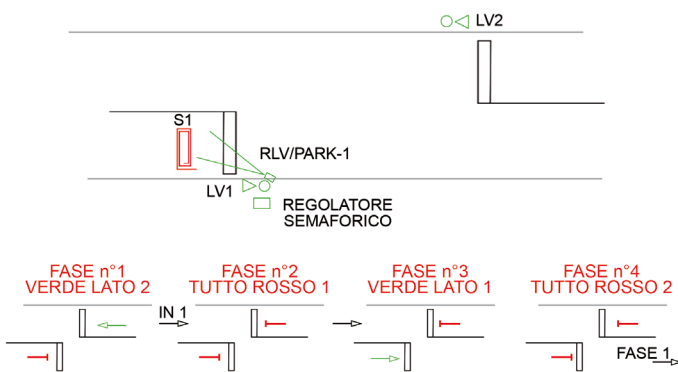 LV2
S1
RLV/PARK-1
LV1
REGOLATORE
SEMAFORICO
FASE n°1
VERDE LATO 2
IN 1
FASE n°2
TUTTO ROSSO 1
FASE n°3
VERDE LATO 1
FASE n°4
TUTTO ROSSO 2
FASE 1